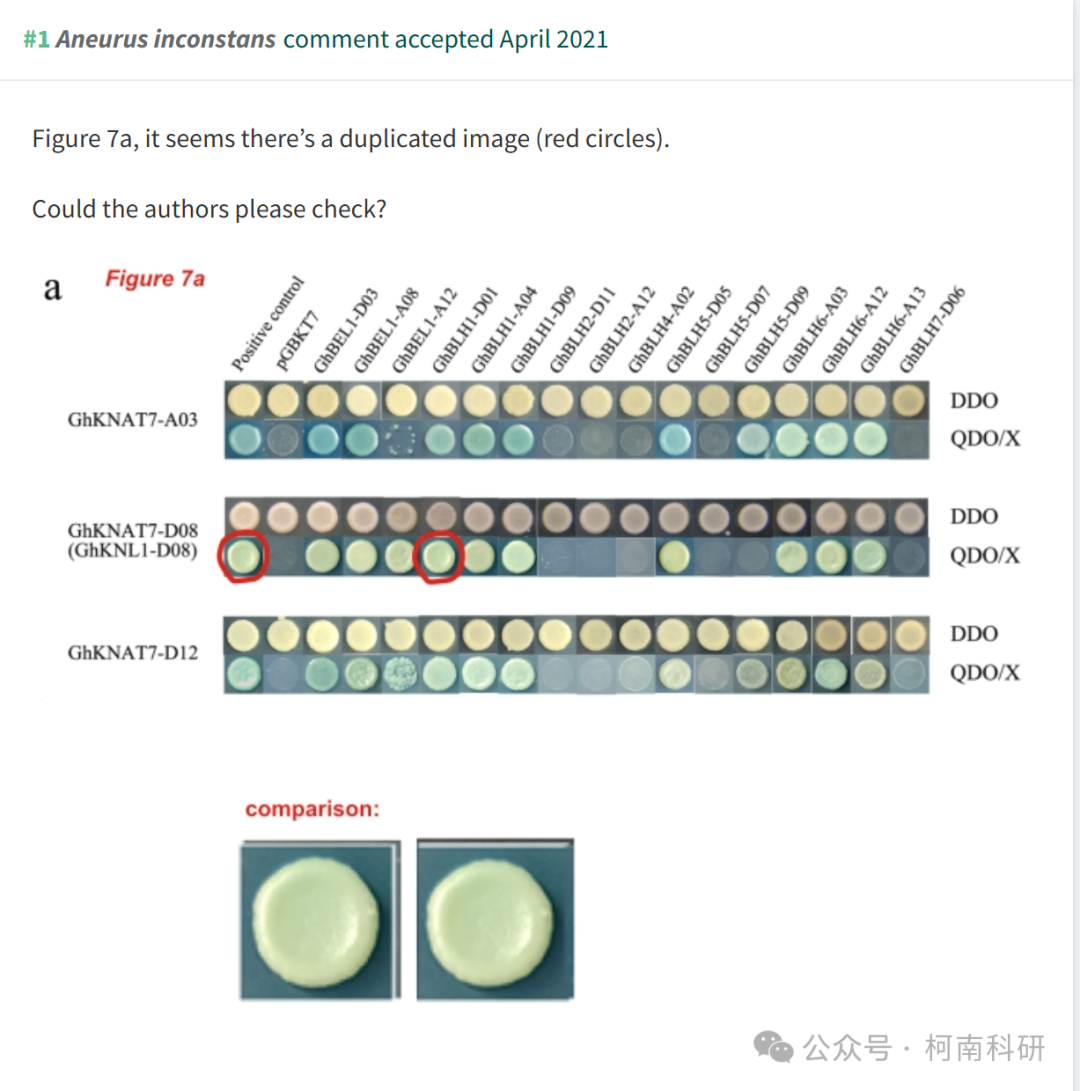 #1 Aneurus inconstans comment accepted April 2021
Figure 7a, it seems there’s a duplicated image (red circles).
Could the authors please check?
a
Figure 7a
Positive control
pGBKT7
GhBEL1-D03
GhBEL1-A08
GhBEL1-A12
GhBLH1-D01
GhBLH1-A04
GhBLH1-D09
GhBLH2-D11
GhBLH2-A12
GhBLH4-A02
GhBLH5-D05
GhBLH5-D07
GhBLH5-D09
GhBLH6-A03
GhBLH6-A12
GhBLH6-A13
GhBLH7-D06
GhKNAT7-A03
DDO
QDO/X
GhKNAT7-D08
(GhKNL1-D08)
DDO
QDO/X
GhKNAT7-D12
DDO
QDO/X
comparison:
公众号 · 柯南科研